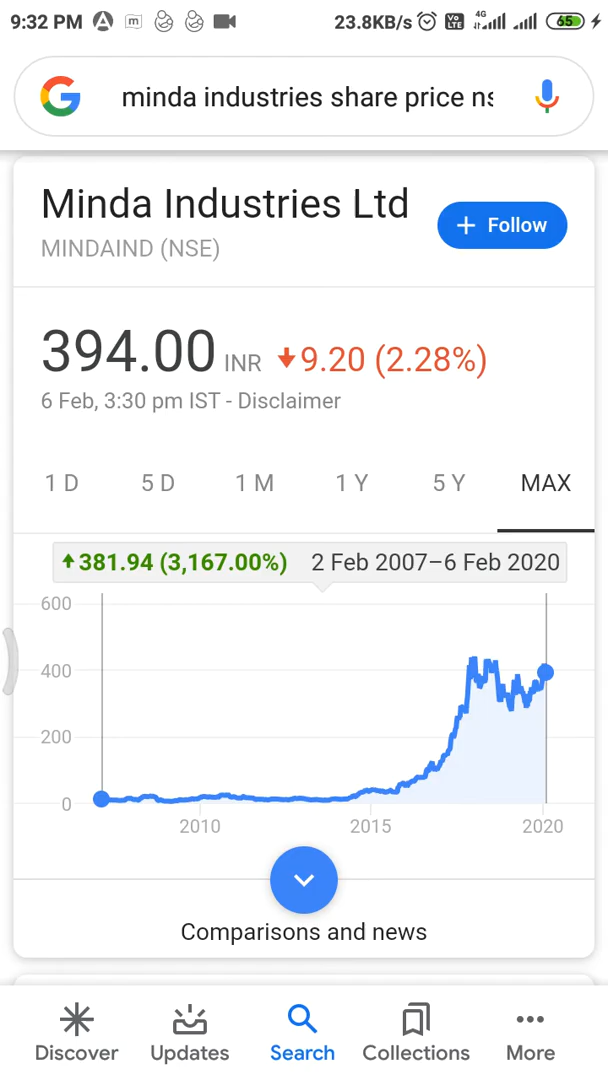 9:32 PM m 23.8KB/s Vo LTE 4G 65
minda industries share price ns
Minda Industries Ltd
+ Follow
MINDAIND (NSE)
394.00 INR 9.20 (2.28%)
6 Feb, 3:30 pm IST - Disclaimer
1 D 5 D 1 M 1 Y 5 Y MAX
381.94 (3,167.00%) 2 Feb 2007–6 Feb 2020
600
400
200
0
2010 2015 2020
Comparisons and news
Discover Updates Search Collections More